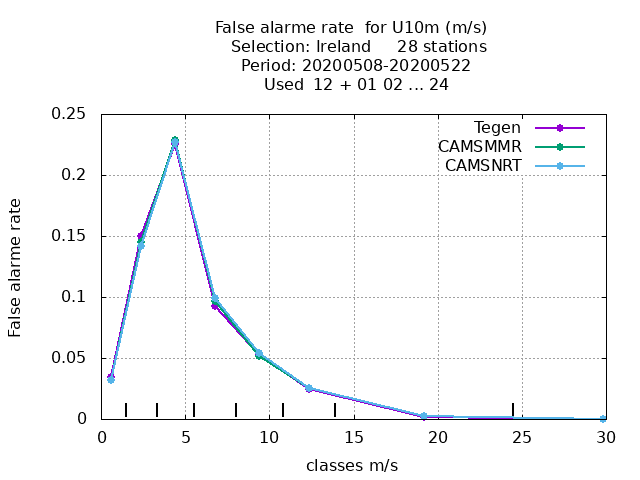 False alarme rate  for U10m (m/s)
Selection: Ireland     28 stations
Period: 20200508-20200522
Used  12 + 01 02 ... 24
Tegen
CAMSMMR
CAMSNRT
0.25
0.2
0.15
0.1
0.05
0
False alarme rate
0 5 10 15 20 25 30
classes m/s